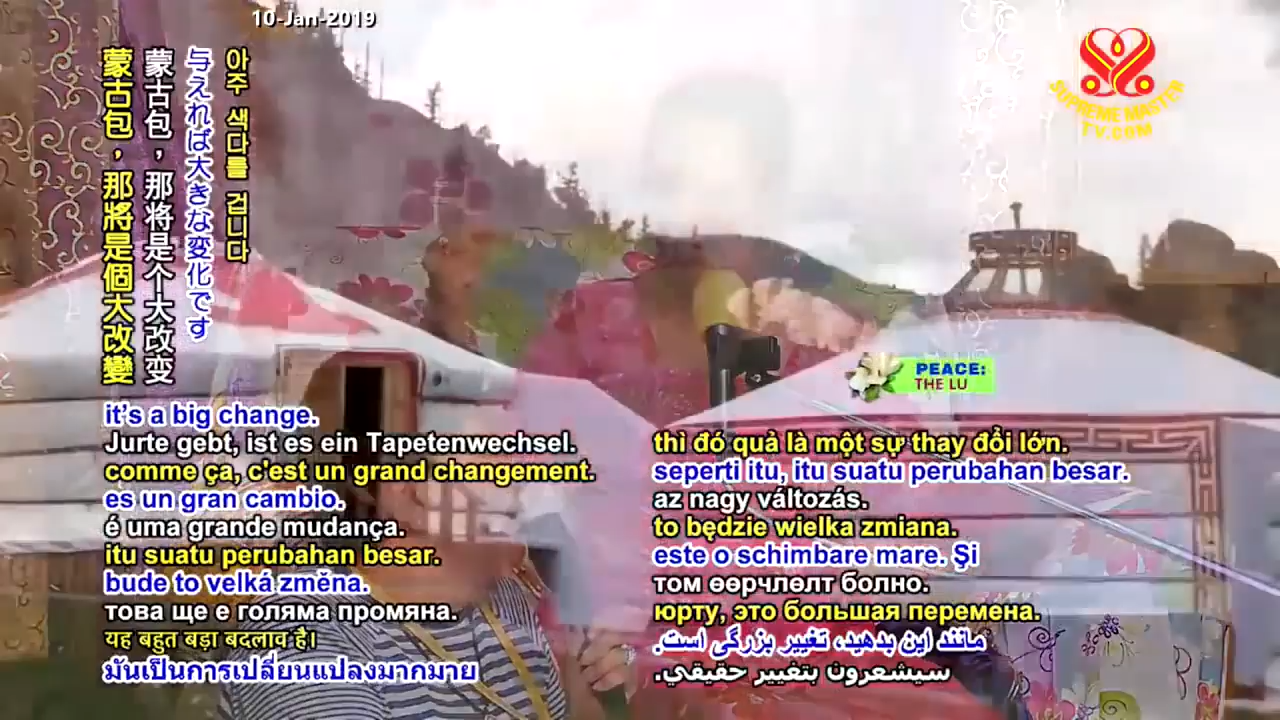 10-Jan-2019
아주 색다를 겁니다
与えれば大きな変化です
蒙古包，那将是个大改变
蒙古包，那將是個大改變
SUPREME MASTER
TV.COM
PEACE:
THE LU
it's a big change.
Jurte gebt, ist es ein Tapetenwechsel.
comme ça, c'est un grand changement.
es un gran cambio.
é uma grande mudança.
itu suatu perubahan besar.
bude to velká změna.
това ще е голяма промяна.
यह बहुत बड़ा बदलाव है।
มันเป็นการเปลี่ยนแปลงมากมาย
thì đó quả là một sự thay đổi lớn.
seperti itu, itu suatu perubahan besar.
az nagy változás.
to będzie wielka zmiana.
este o schimbare mare. Şi
том өөрчлөлт болно.
юрту, это большая перемена.
مانند این بدهید، تغییر بزرگی است.
سيشعرون بتغيير حقيقي.